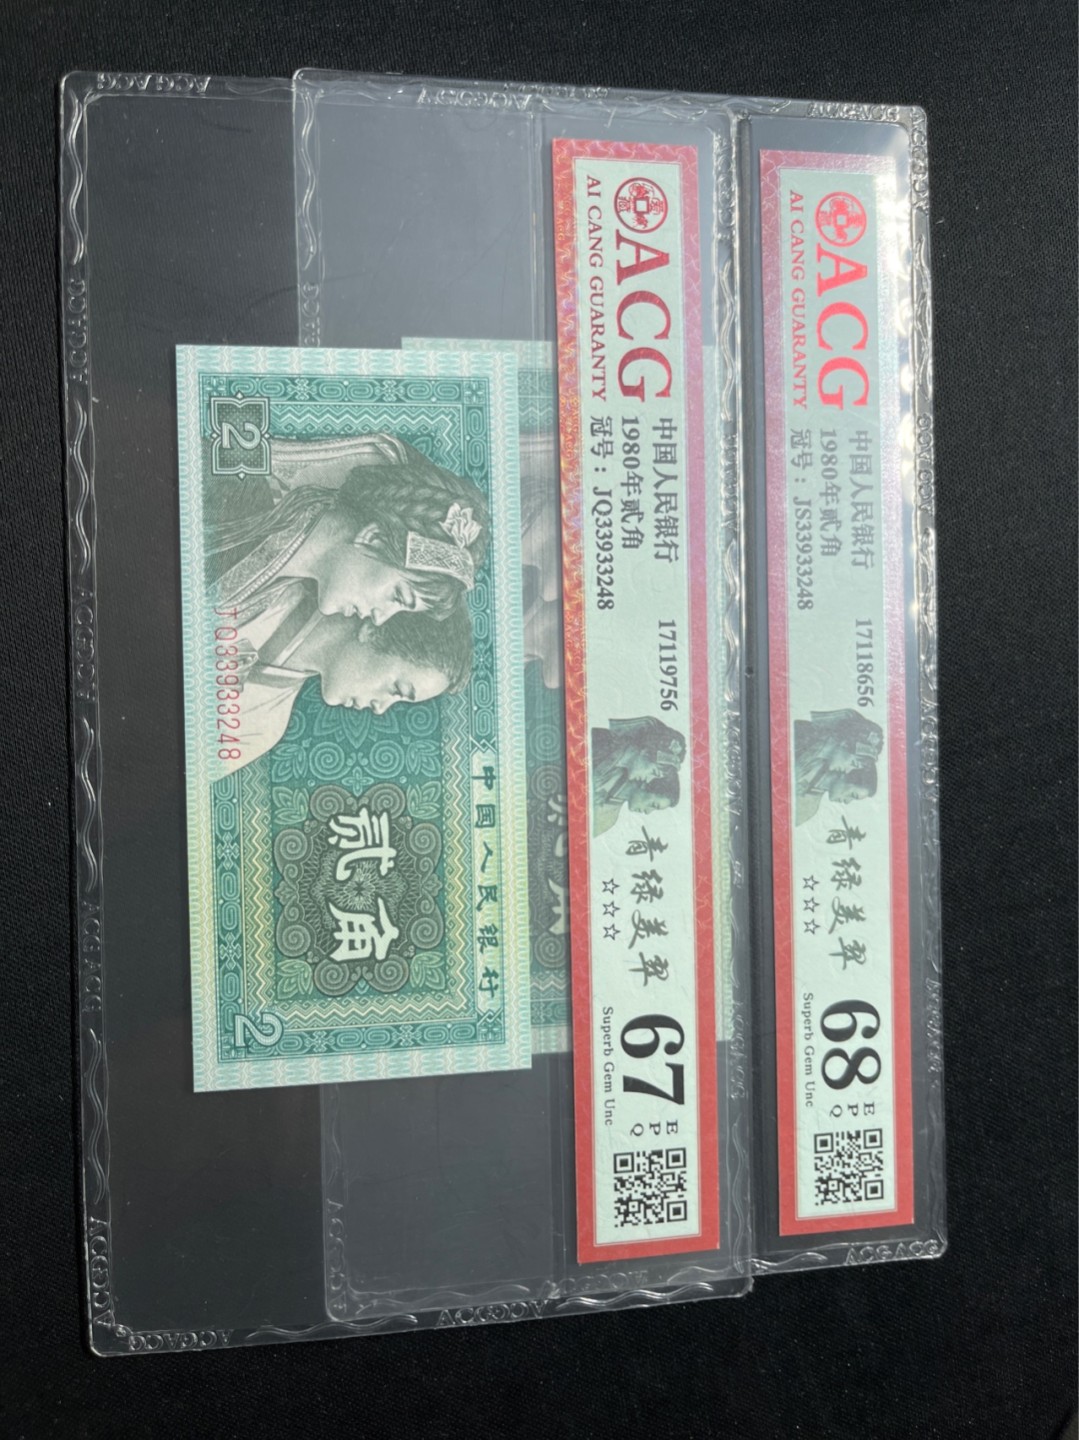 ACG
AI CANG GUARANTY
中国人民银行
1980年贰角
冠号：JS33933248
17118656
青绿美翠
☆☆☆
68
EPQ
Superb Gem Unc
ACG
AI CANG GUARANTY
中国人民银行
1980年贰角
冠号：JQ33933248
17119756
青绿美翠
☆☆☆
67
EPQ
Superb Gem Unc
中国人民银行
贰角
2
2
JQ33933248